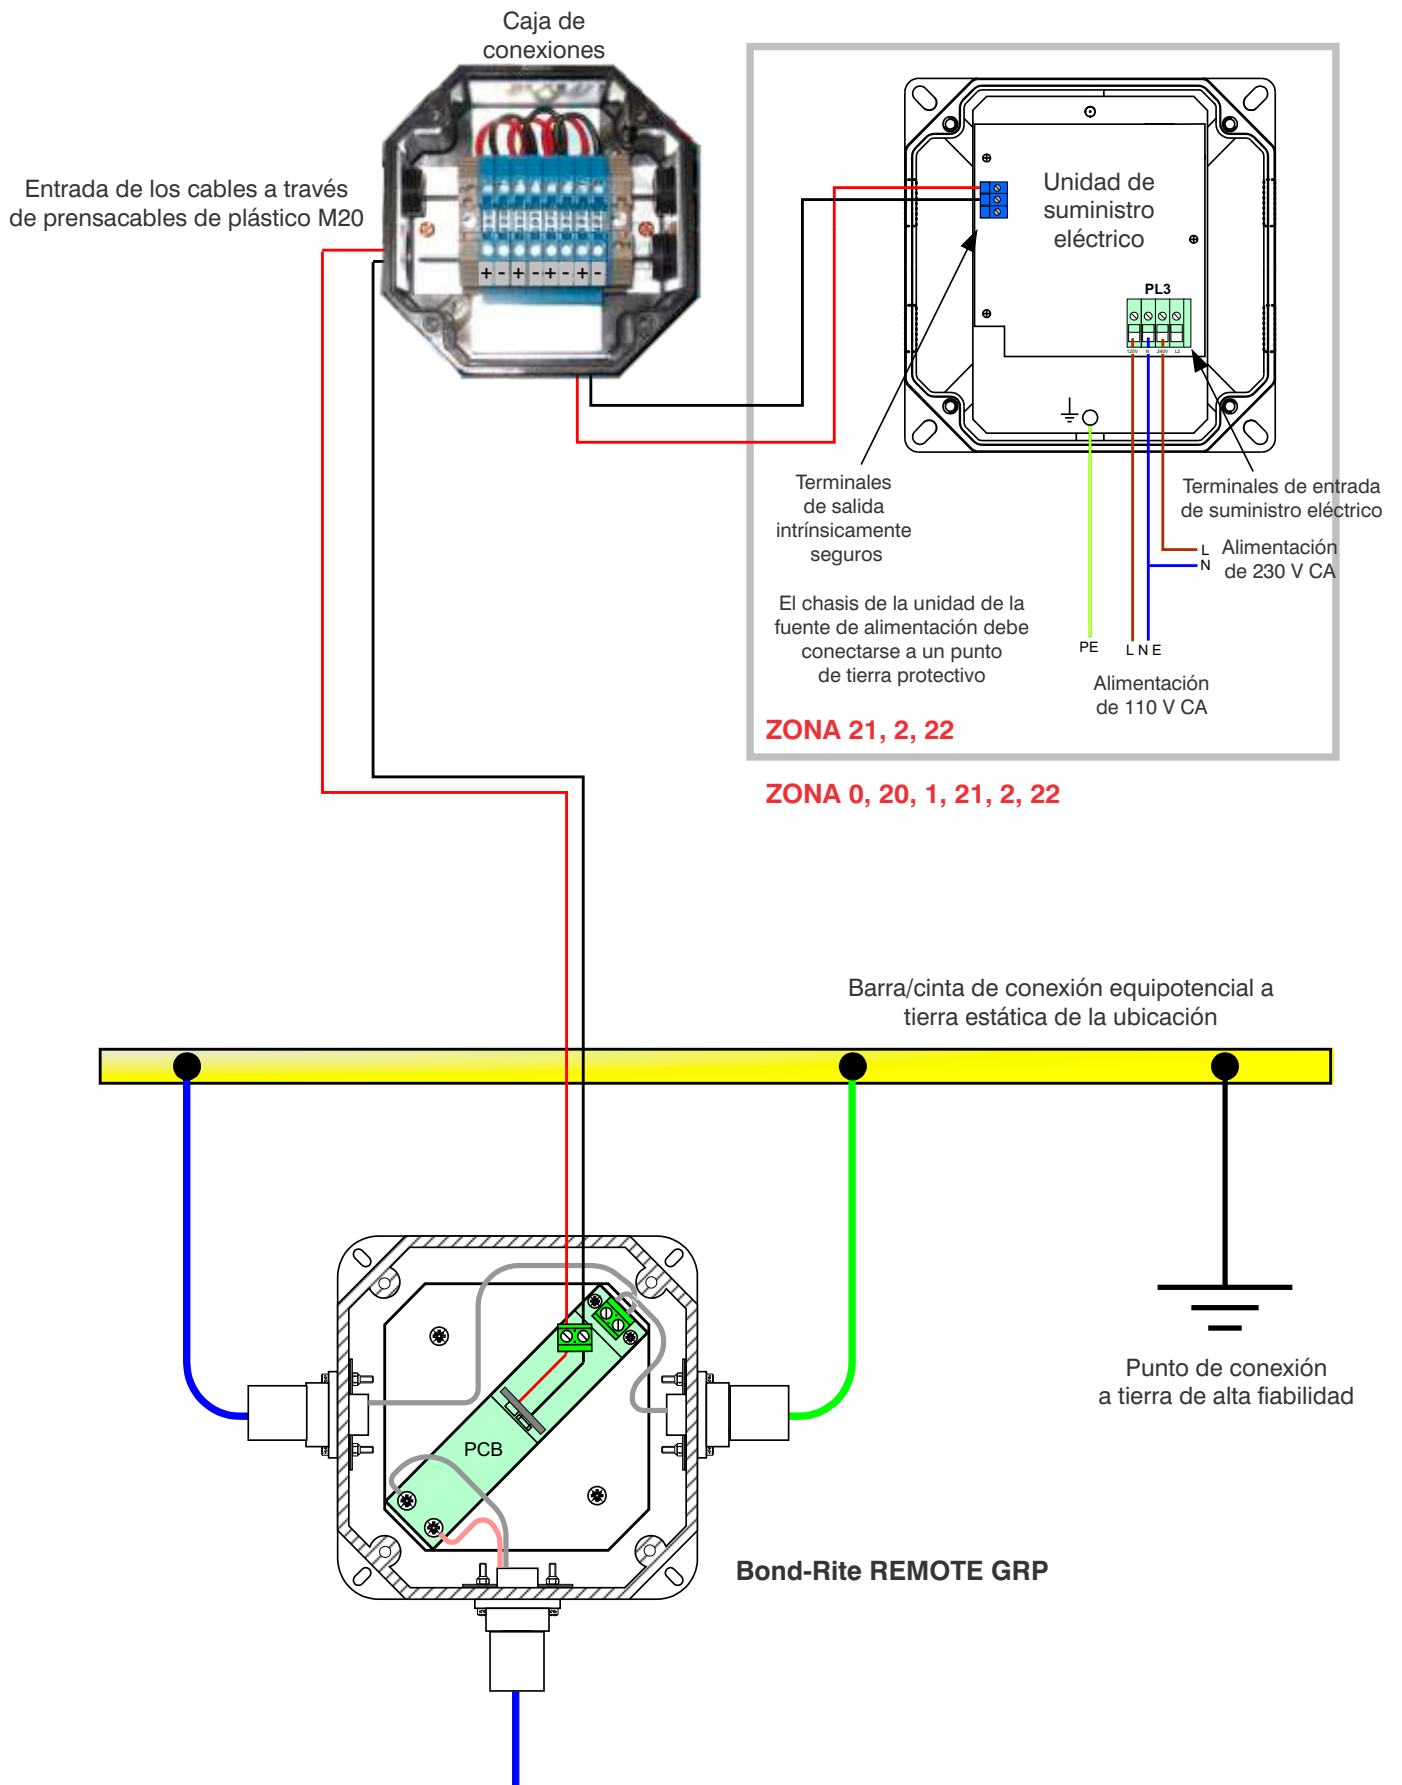 Caja de
conexiones
Entrada de los cables a través
de prensacables de plástico M20
+ - + - + - + -
Unidad de
suministro
eléctrico
PL3
120V N 240V L2
Terminales
de salida
intrínsicamente
seguros
Terminales de entrada
de suministro eléctrico
L
N
Alimentación
de 230 V CA
El chasis de la unidad de la
fuente de alimentación debe
conectarse a un punto
de tierra protectivo
PE
L N E
Alimentación
de 110 V CA
ZONA 21, 2, 22
ZONA 0, 20, 1, 21, 2, 22
Barra/cinta de conexión equipotencial a
tierra estática de la ubicación
Punto de conexión
a tierra de alta fiabilidad
PCB
Bond-Rite REMOTE GRP